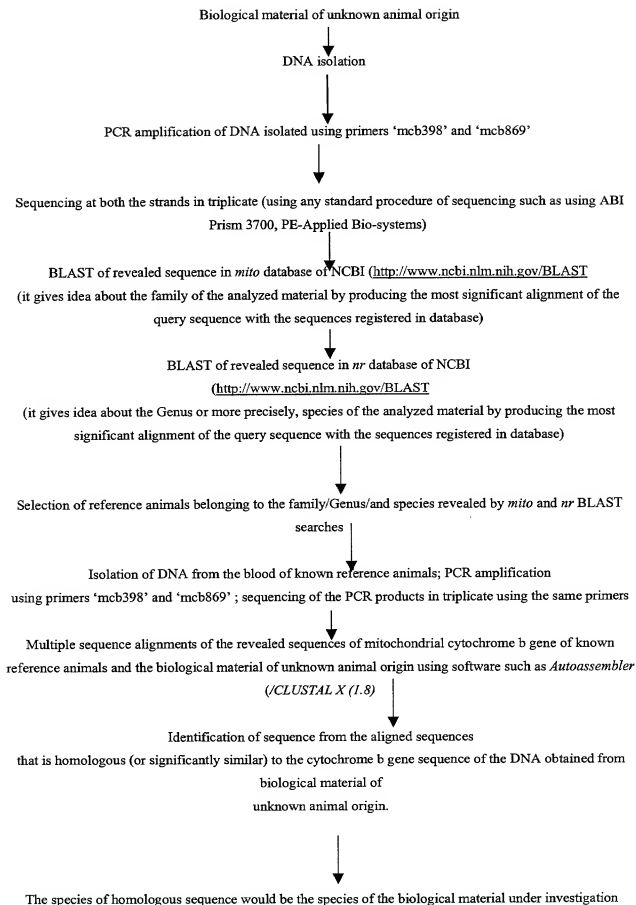 Biological material of unknown animal origin
DNA isolation
PCR amplification of DNA isolated using primers ‘mcb398’ and ‘mcb869’
Sequencing at both the strands in triplicate (using any standard procedure of sequencing such as using ABI
Prism 3700, PE-Applied Bio-systems)
BLAST of revealed sequence in mito database of NCBI (http://www.ncbi.nlm.nih.gov/BLAST
(it gives idea about the family of the analyzed material by producing the most significant alignment of the
query sequence with the sequences registered in database)
BLAST of revealed sequence in nr database of NCBI
(http://www.ncbi.nlm.nih.gov/BLAST
(it gives idea about the Genus or more precisely, species of the analyzed material by producing the most
significant alignment of the query sequence with the sequences registered in database)
Selection of reference animals belonging to the family/Genus/and species revealed by mito and nr BLAST
searches
Isolation of DNA from the blood of known reference animals; PCR amplification
using primers ‘mcb398’ and ‘mcb869’ ; sequencing of the PCR products in triplicate using the same primers
Multiple sequence alignments of the revealed sequences of mitochondrial cytochrome b gene of known
reference animals and the biological material of unknown animal origin using software such as Autoassembler
(/CLUSTAL X (1.8)
Identification of sequence from the aligned sequences
that is homologous (or significantly similar) to the cytochrome b gene sequence of the DNA obtained from
biological material of
unknown animal origin.
The species of homologous sequence would be the species of the biological material under investigation